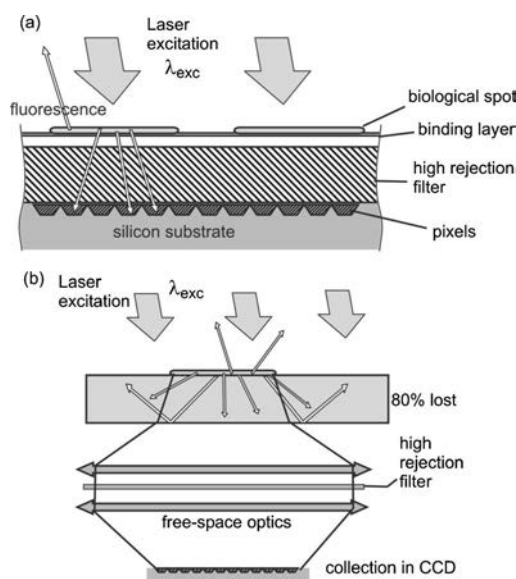 (a)
Laser
excitation
λexc
fluorescence
biological spot
binding layer
high rejection
filter
silicon substrate
pixels
(b)
Laser
excitation
λexc
80% lost
high
rejection
filter
free-space optics
collection in CCD